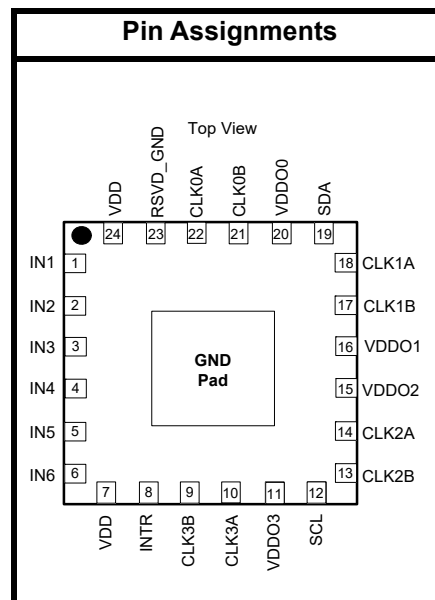 Pin Assignments
Top View
VDD
RSVD_GND
CLK0A
CLK0B
VDDO0
SDA
24
23
22
21
20
19
IN1
1
18
CLK1A
IN2
2
17
CLK1B
IN3
3
16
VDDO1
GND
Pad
IN4
4
15
VDDO2
IN5
5
14
CLK2A
IN6
6
13
CLK2B
7
8
9
10
11
12
VDD
INTR
CLK3B
CLK3A
VDDO3
SCL